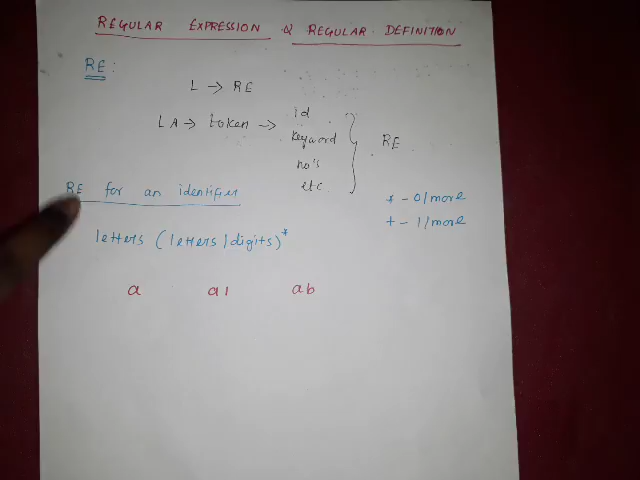 REGULAR EXPRESSION & REGULAR DEFINITION
RE:
L → RE
LA → token → id
keyword
no's
etc.
RE
RE for an identifier
* - 0/more
+ - 1/more
letters (letters/digits)*
a a1 ab